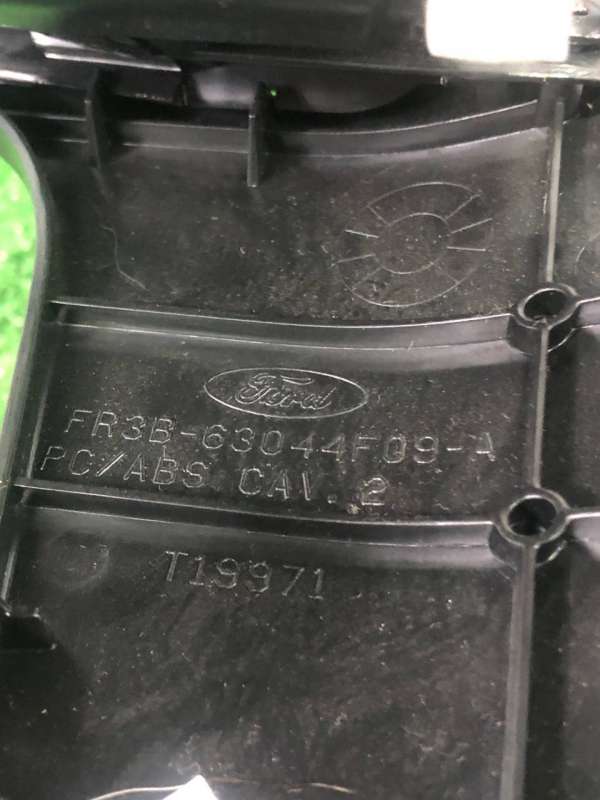 Ford
FR3B-63044F09-A
PC/ABS CAV. 2
T19971